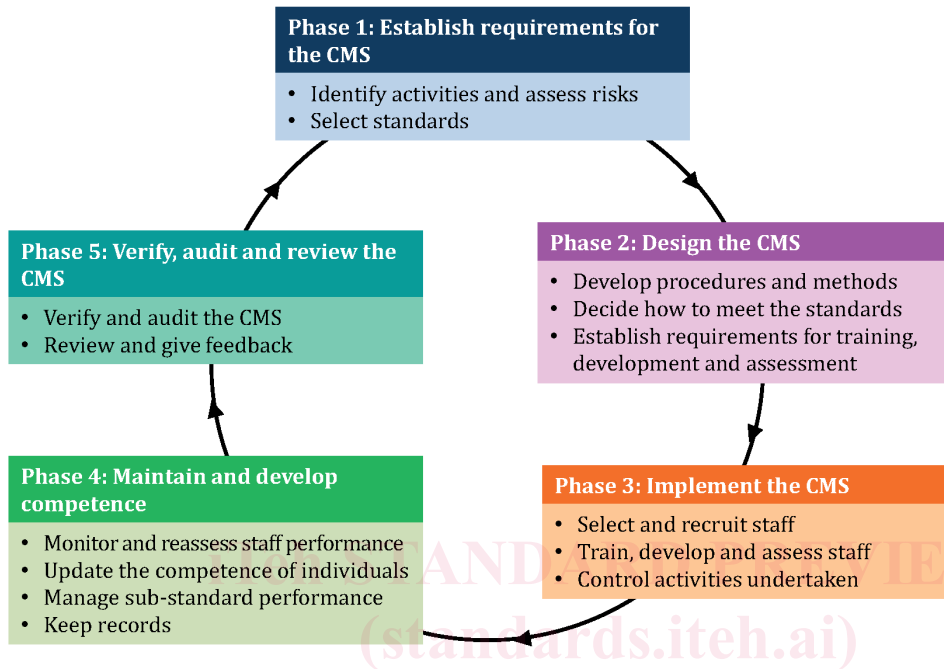 Phase 1: Establish requirements for
the CMS
• Identify activities and assess risks
• Select standards
Phase 2: Design the CMS
• Develop procedures and methods
• Decide how to meet the standards
• Establish requirements for training,
development and assessment
Phase 3: Implement the CMS
• Select and recruit staff
• Train, develop and assess staff
• Control activities undertaken
Phase 4: Maintain and develop
competence
• Monitor and reassess staff performance
• Update the competence of individuals
• Manage sub-standard performance
• Keep records
Phase 5: Verify, audit and review the
CMS
• Verify and audit the CMS
• Review and give feedback
iTeh STANDARD PREVIE
(standards.iteh.ai)